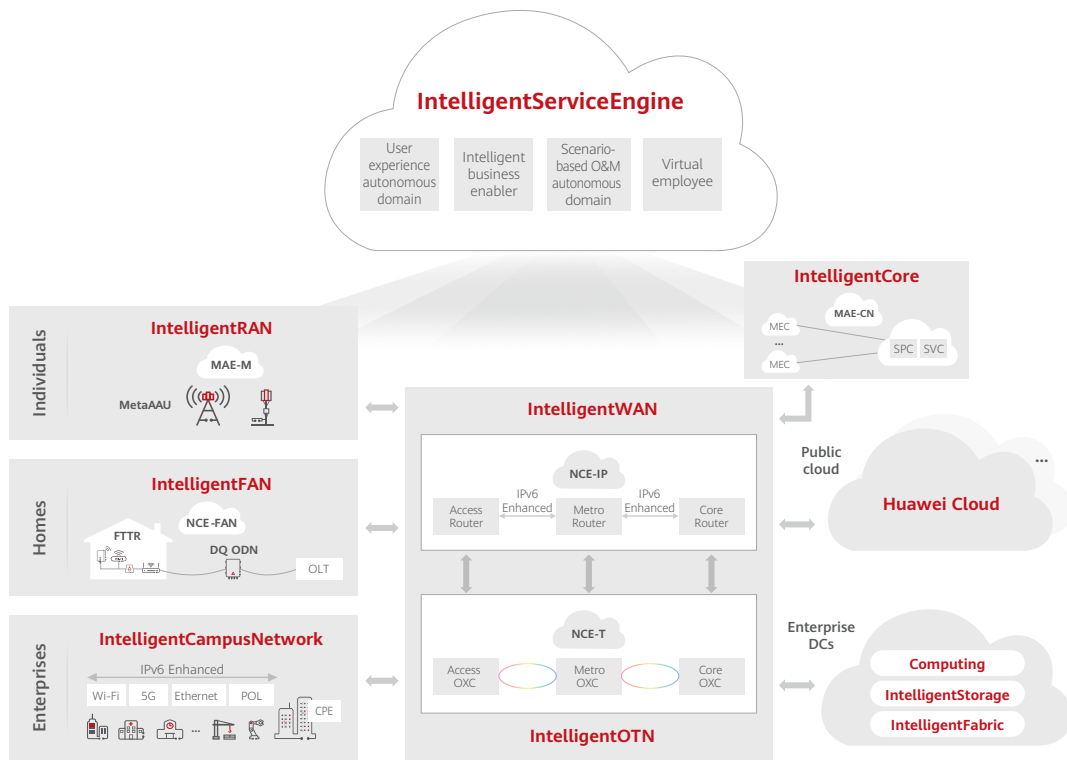 IntelligentServiceEngine
User
experience
autonomous
domain
Intelligent
business
enabler
Scenario-
based O&M
autonomous
domain
Virtual
employee
IntelligentCore
MAE-CN
MEC
...
MEC
SPC
SVC
Individuals
IntelligentRAN
MAE-M
MetaAAU
Homes
IntelligentFAN
NCE-FAN
FTTR
DQ ODN
OLT
Enterprises
IntelligentCampusNetwork
IPv6 Enhanced
Wi-Fi
5G
Ethernet
POL
CPE
...
IntelligentWAN
NCE-IP
Access
Router
IPv6
Enhanced
Metro
Router
IPv6
Enhanced
Core
Router
NCE-T
Access
OXC
Metro
OXC
Core
OXC
IntelligentOTN
Public
cloud
...
Huawei Cloud
Enterprise
DCs
Computing
IntelligentStorage
IntelligentFabric